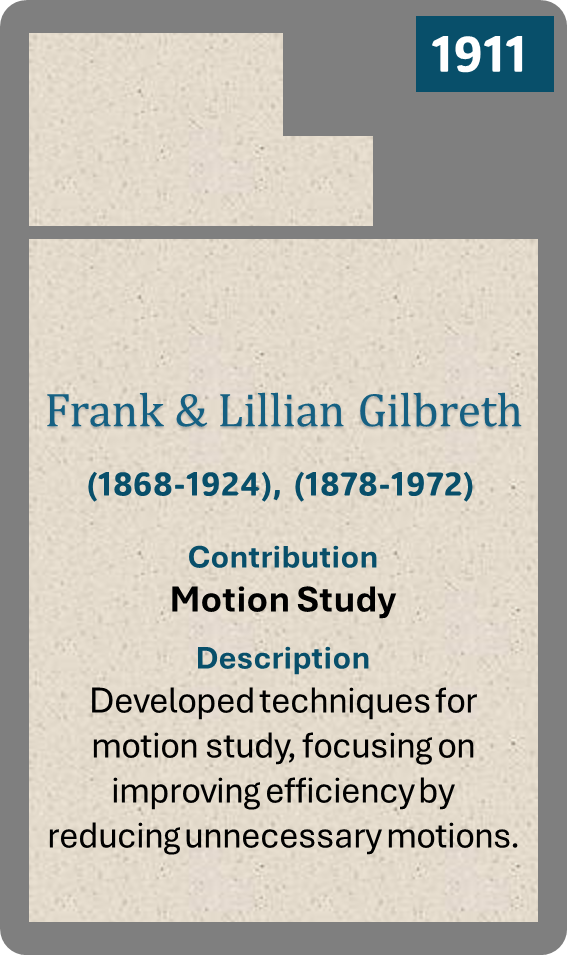 1911
Frank & Lillian Gilbreth
(1868-1924), (1878-1972)
Contribution
Motion Study
Description
Developed techniques for
motion study, focusing on
improving efficiency by
reducing unnecessary motions.